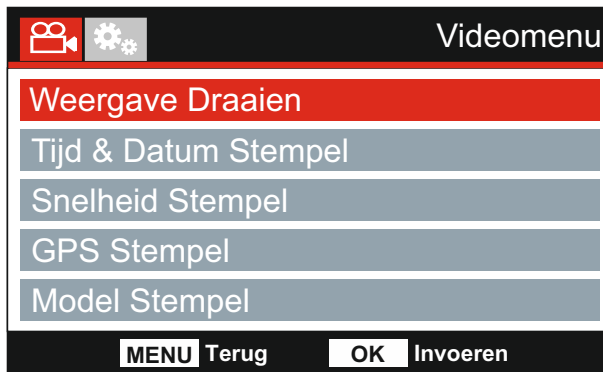 Videomenu
Weergave Draaien
Tijd & Datum Stempel
Snelheid Stempel
GPS Stempel
Model Stempel
MENU Terug OK Invoeren